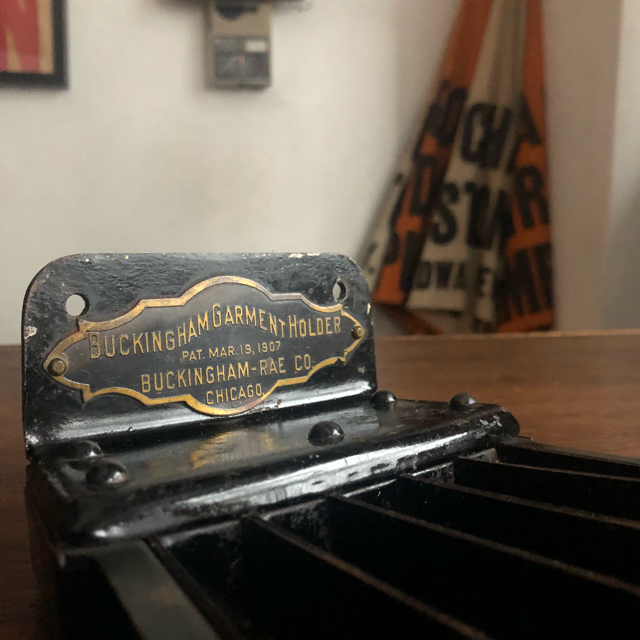 BUCKINGHAM GARMENT HOLDER
PAT. MAR. 19, 1907
BUCKINGHAM-RAE CO.
CHICAGO